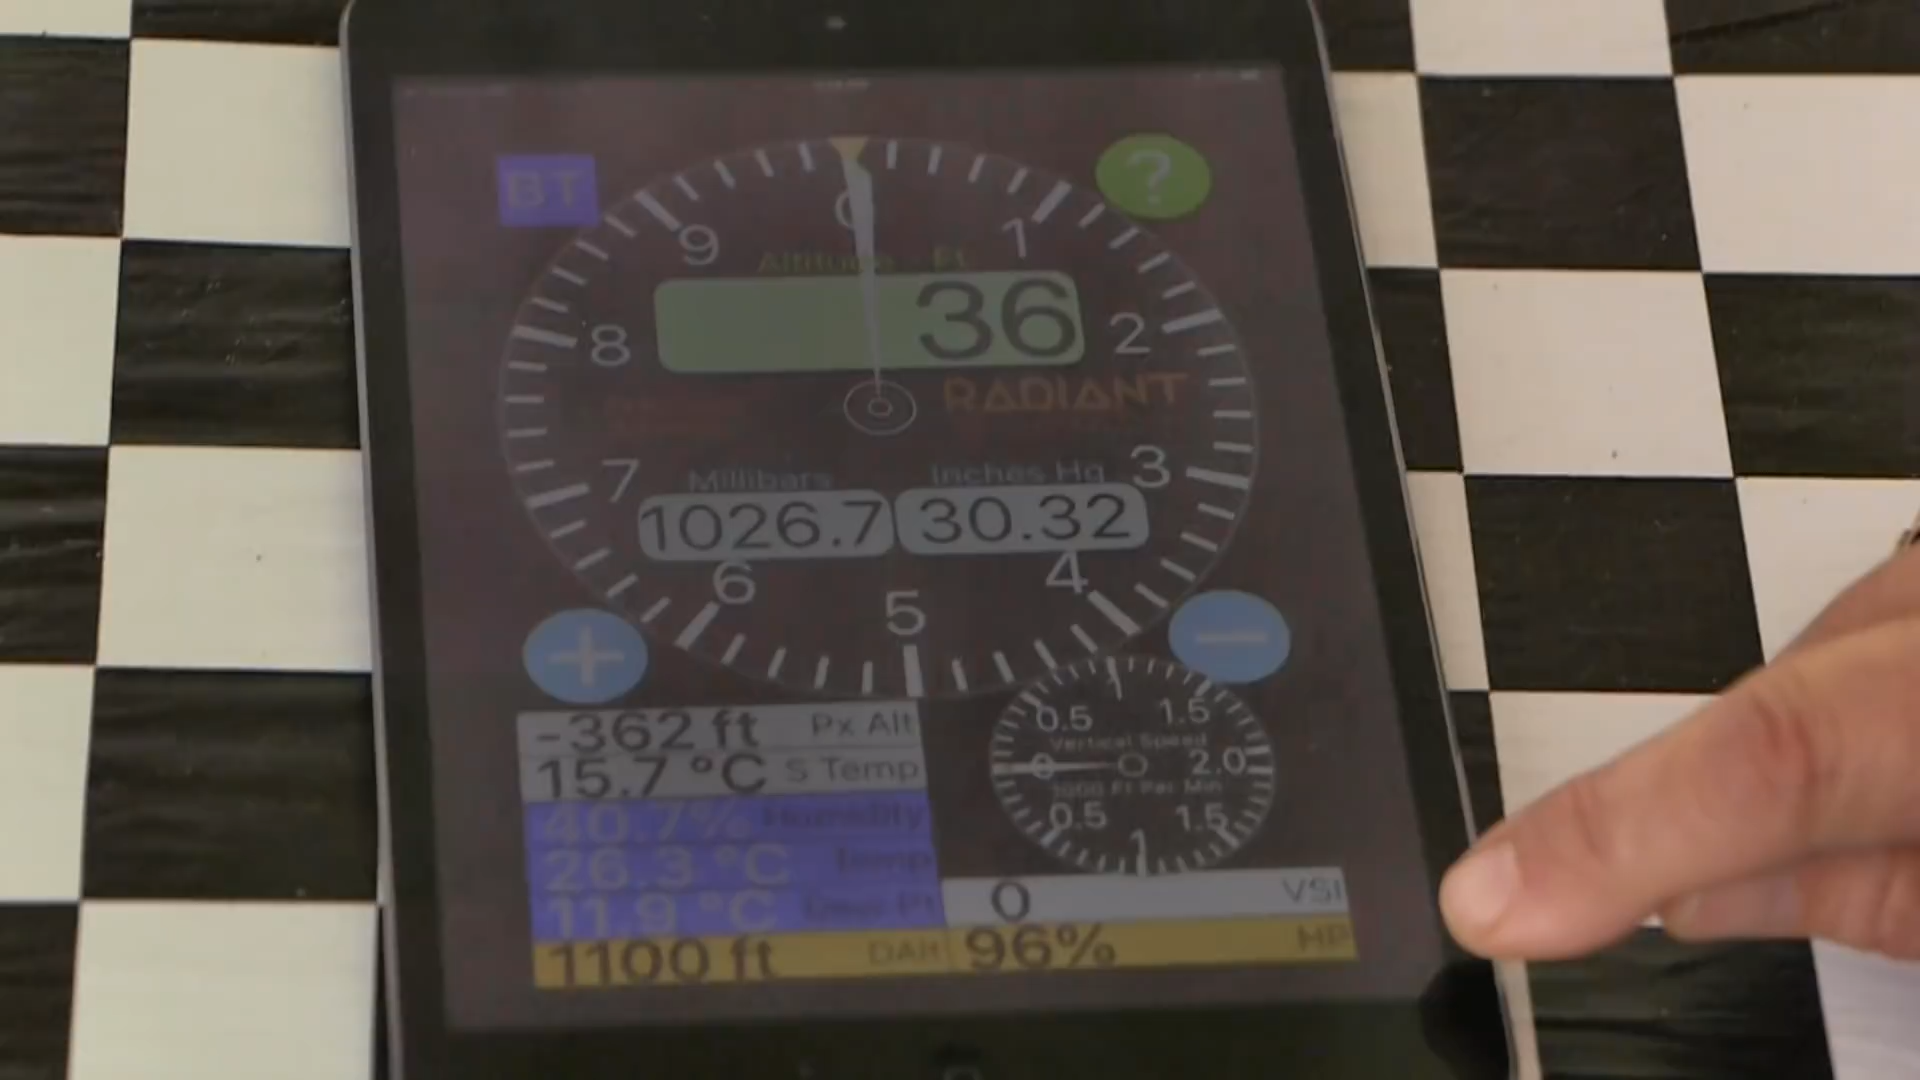 BT
?
0
9
1
Altitude - Ft
36
8
2
RADIANT
7
3
Millibars
Inches Hg
1026.7
30.32
6
4
5
+
−
-362 ft Px Alt
15.7 °C S Temp
40.7% Humidity
26.3 °C Temp
11.9 °C Dew Pt
1100 ft DAlt
1
0.5
1.5
Vertical Speed
0
2.0
1000 Ft Per Min
0.5
1.5
1
0 VSI
96% HP